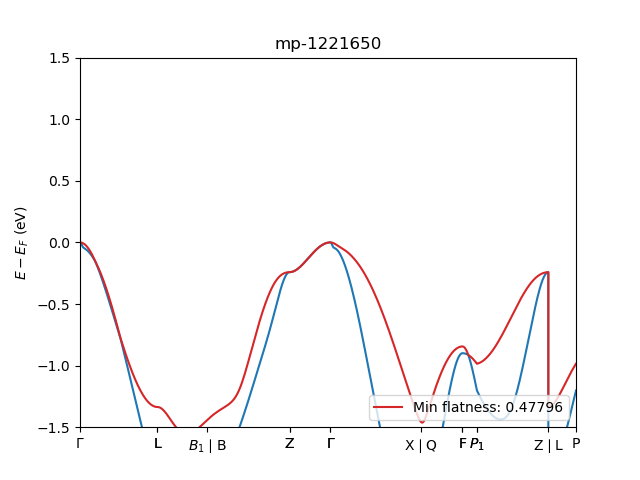 mp-1221650
1.5
1.0
0.5
0.0
−0.5
−1.0
−1.5
E − E_F (eV)
Min flatness: 0.47796
Γ L B₁ | B Z Γ X | Q F P₁ Z | L P